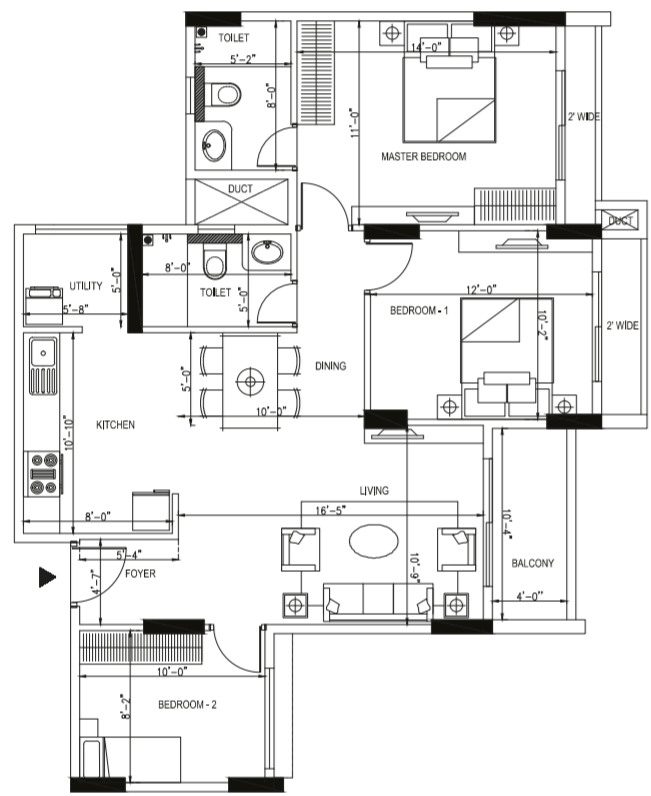 TOILET
5'-2"
8'-0"
14'-0"
11'-0"
2' WIDE
MASTER BEDROOM
DUCT
DUCT
UTILITY
5'-8"
5'-0"
8'-0"
TOILET
5'-0"
12'-0"
BEDROOM - 1
10'-2"
2' WIDE
DINING
5'-0"
10'-0"
KITCHEN
10'-10"
8'-0"
LIVING
16'-5"
10'-9"
10'-4"
BALCONY
4'-0"
5'-4"
FOYER
4'-7"
10'-0"
8'-2"
BEDROOM - 2